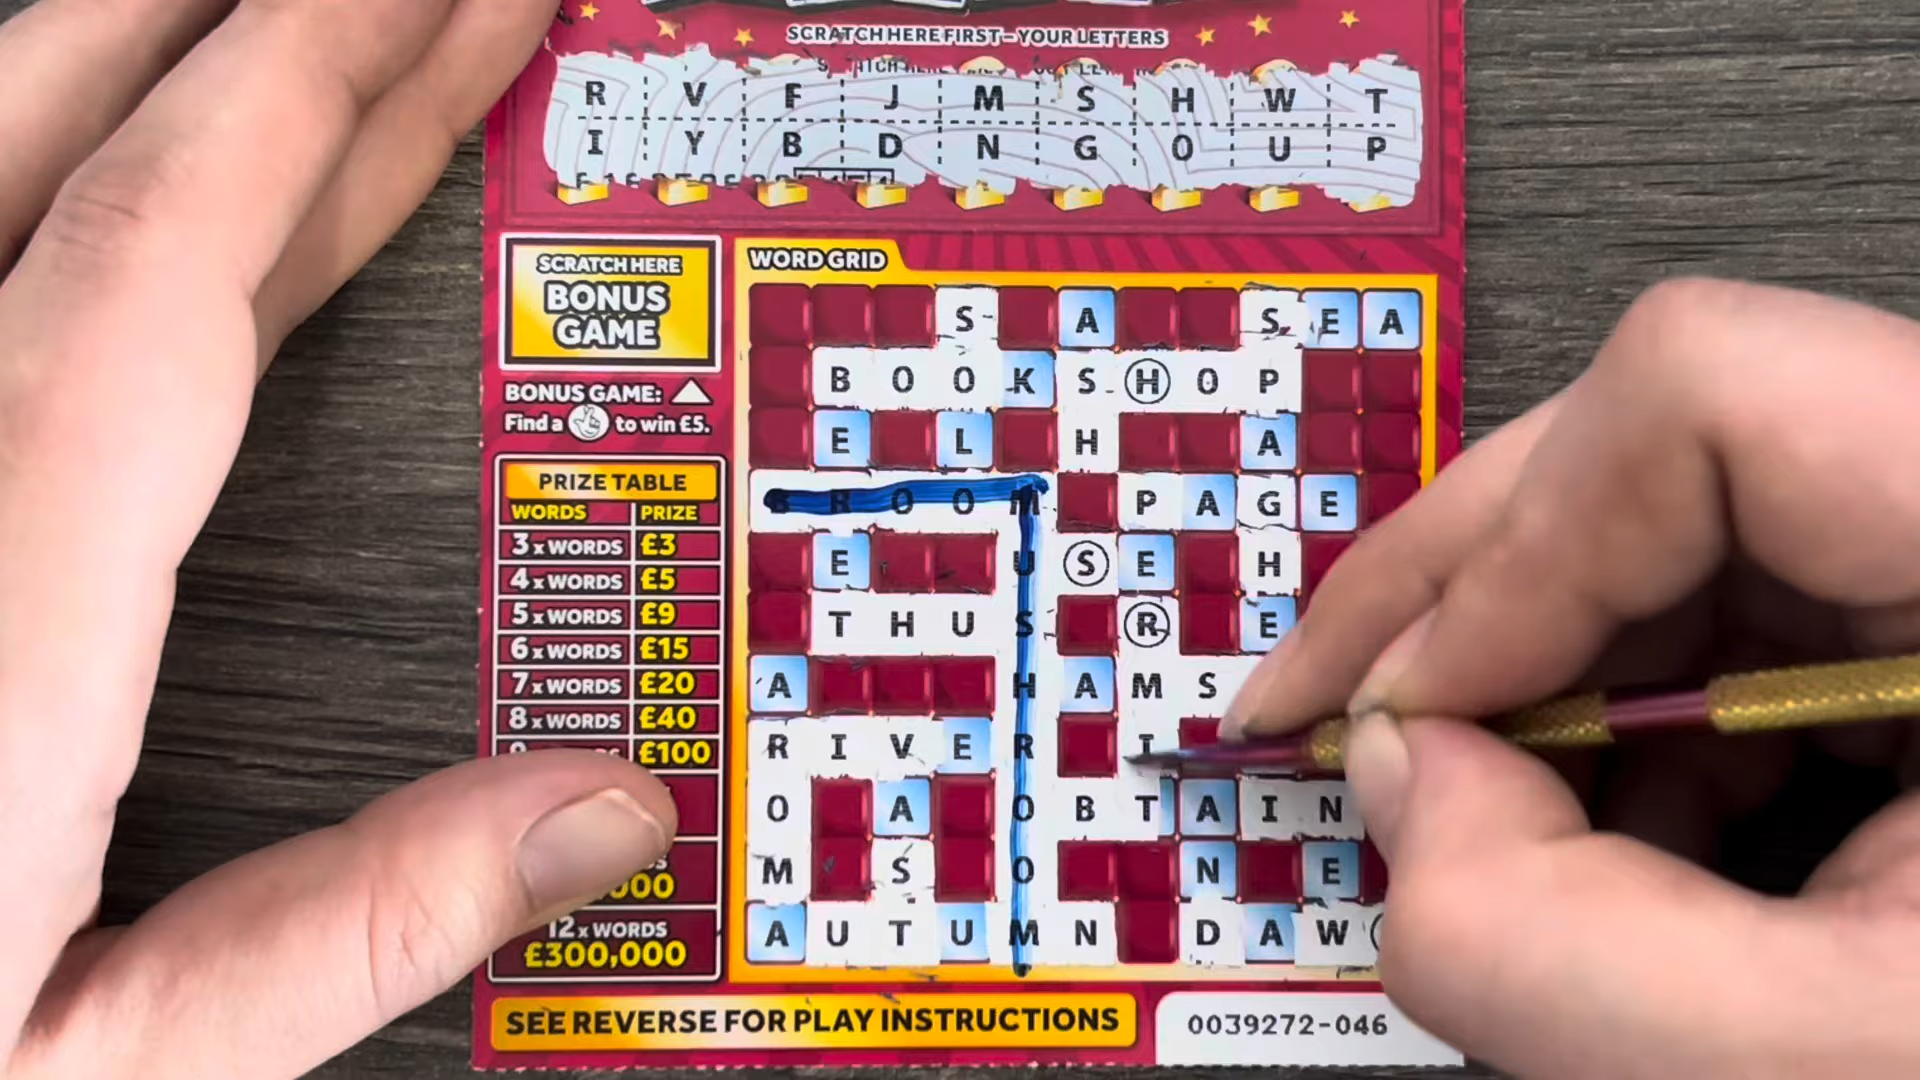 SCRATCH HERE FIRST – YOUR LETTERS
R V F J M S H W T
I Y B D N G O U P
SCRATCH HERE
BONUS
GAME
BONUS GAME:
Find a to win £5.
PRIZE TABLE
WORDS PRIZE
3 x WORDS £3
4 x WORDS £5
5 x WORDS £9
6 x WORDS £15
7 x WORDS £20
8 x WORDS £40
£100
12 x WORDS
£300,000
WORD GRID
S A S E A
B O O K S H O P
E L H A
B R O O M P A G E
E U S E H
T H U S R E
A H A M S
R I V E R I
O A O B T A I N
M S O N E
A U T U M N D A W
SEE REVERSE FOR PLAY INSTRUCTIONS
0039272-046